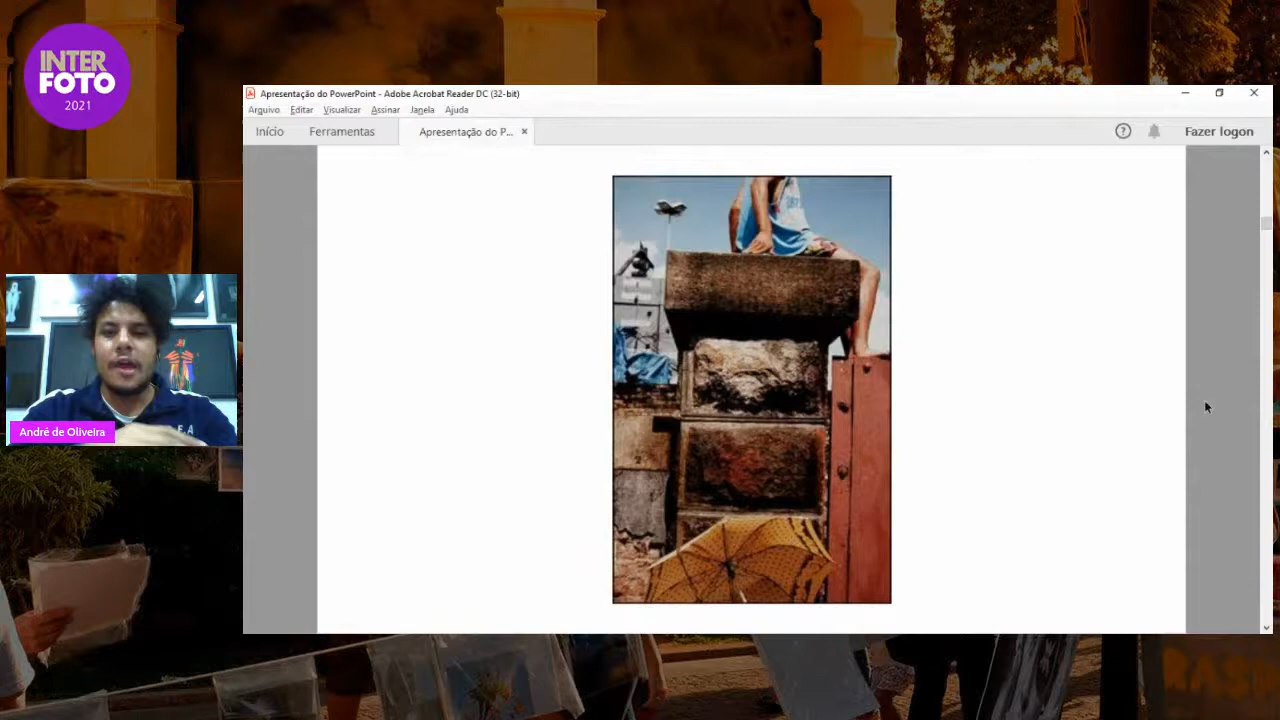 INTER
FOTO
2021
Apresentação do PowerPoint - Adobe Acrobat Reader DC (32-bit)
Arquivo Editar Visualizar Assinar Janela Ajuda
Início Ferramentas Apresentação do P... × Fazer logon
André de Oliveira